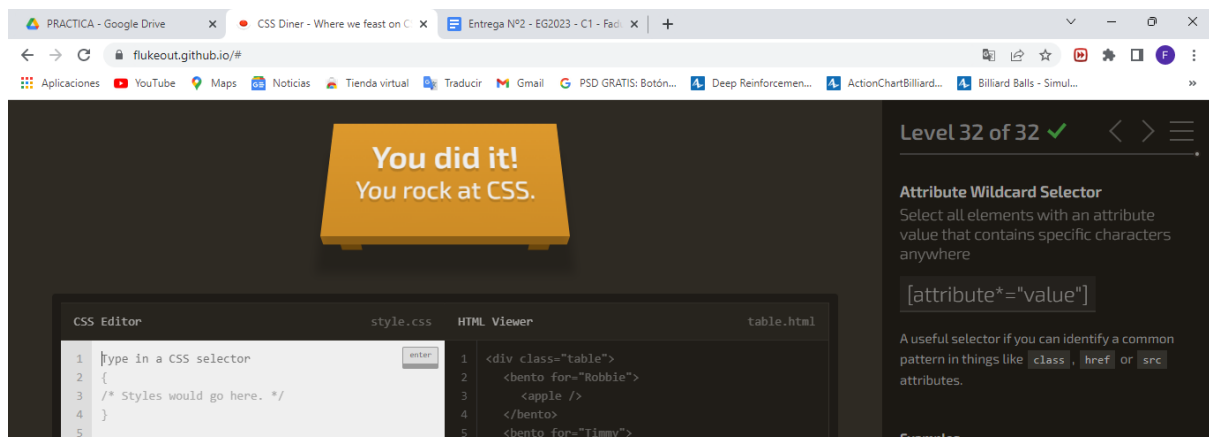 PRACTICA - Google Drive
CSS Diner - Where we feast on C
Entrega Nº2 - EG2023 - C1 - Fad
flukeout.github.io/#
F
Aplicaciones YouTube Maps Noticias Tienda virtual Traducir Gmail PSD GRATIS: Botón... Deep Reinforcemen... ActionChartBilliard... Billiard Balls - Simul... »
You did it!
You rock at CSS.
Level 32 of 32
Attribute Wildcard Selector
Select all elements with an attribute
value that contains specific characters
anywhere
[attribute*="value"]
A useful selector if you can identify a common
pattern in things like class, href or src
attributes.
CSS Editor style.css
1 Type in a CSS selector enter
2 {
3 /* Styles would go here. */
4 }
5
HTML Viewer table.html
1 <div class="table">
2 <bento for="Robbie">
3 <apple />
4 </bento>
5 <bento for="Timmy">